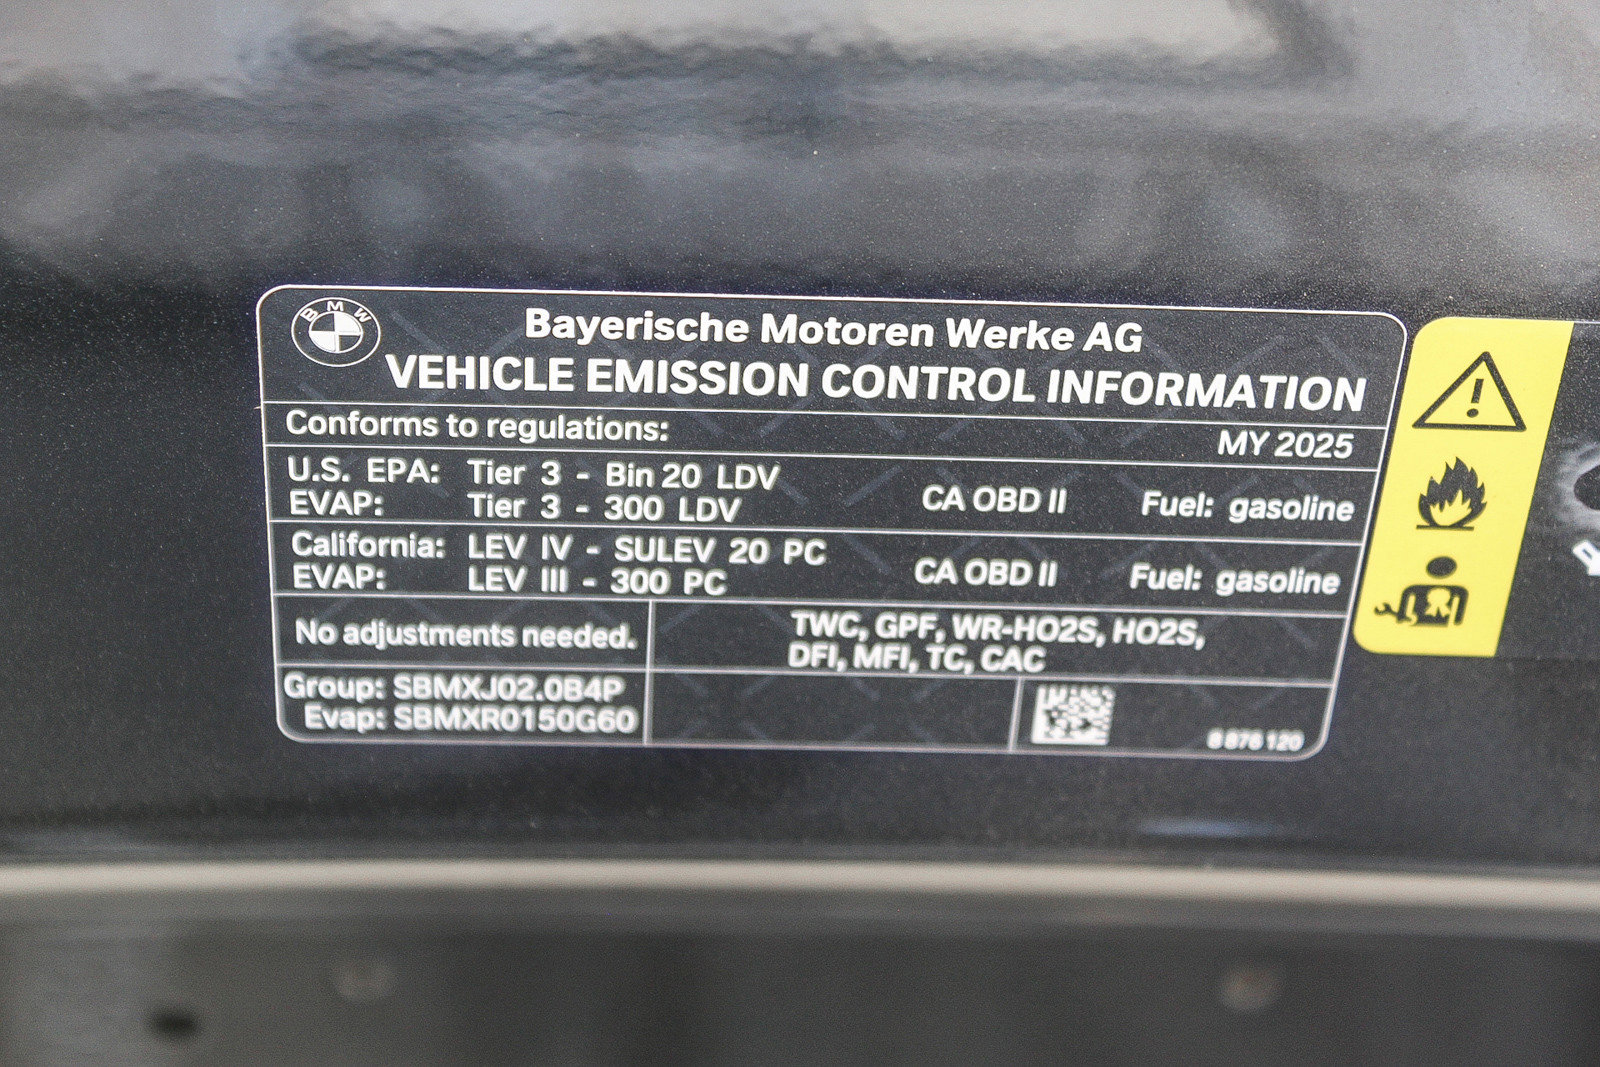 BMW
Bayerische Motoren Werke AG
VEHICLE EMISSION CONTROL INFORMATION
Conforms to regulations:
MY 2025
U.S. EPA: Tier 3 - Bin 20 LDV
EVAP: Tier 3 - 300 LDV
CA OBD II Fuel: gasoline
California: LEV IV - SULEV 20 PC
EVAP: LEV III - 300 PC
CA OBD II Fuel: gasoline
No adjustments needed.
TWC, GPF, WR-HO2S, HO2S,
DFI, MFI, TC, CAC
Group: SBMXJ02.0B4P
Evap: SBMXR0150G60